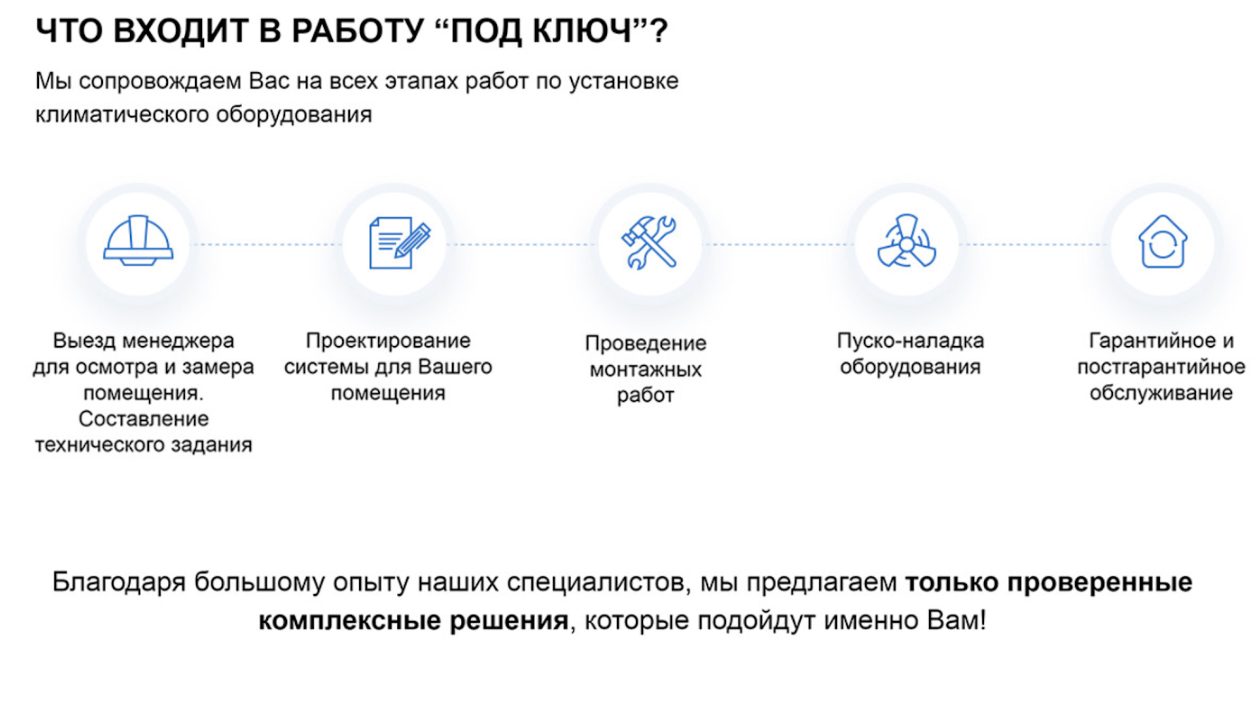 ЧТО ВХОДИТ В РАБОТУ “ПОД КЛЮЧ”?
Мы сопровождаем Вас на всех этапах работ по установке
климатического оборудования
Выезд менеджера
для осмотра и замера
помещения.
Составление
технического задания
Проектирование
системы для Вашего
помещения
Проведение
монтажных
работ
Пуско-наладка
оборудования
Гарантийное и
постгарантийное
обслуживание
Благодаря большому опыту наших специалистов, мы предлагаем только проверенные
комплексные решения, которые подойдут именно Вам!